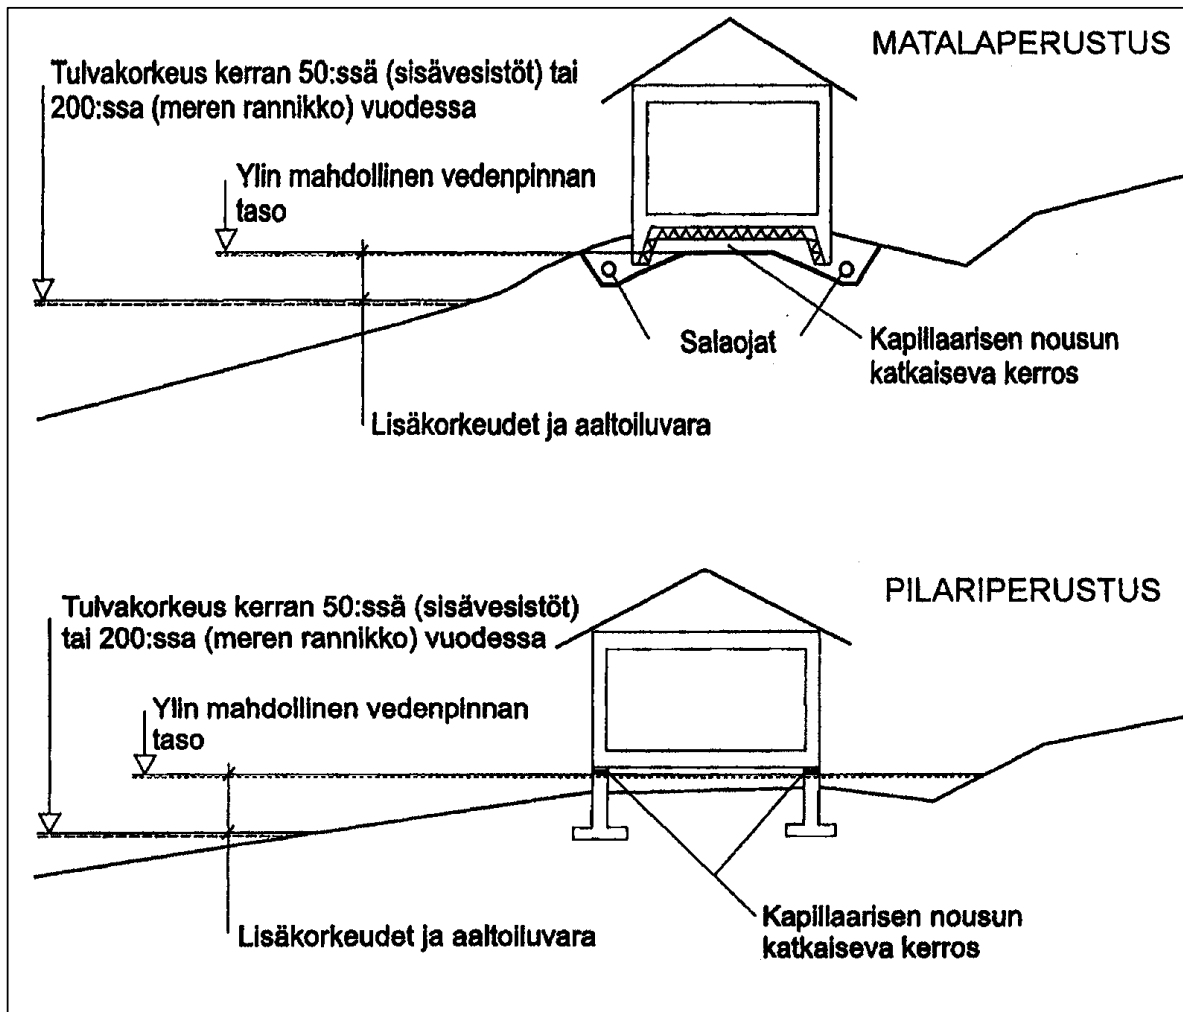 MATALAPERUSTUS
Tulvakorkeus kerran 50:ssä (sisävesistöt) tai
200:ssa (meren rannikko) vuodessa
Ylin mahdollinen vedenpinnan
taso
Salaojat
Kapillaarisen nousun
katkaiseva kerros
Lisäkorkeudet ja aaltoiluvara
PILARIPERUSTUS
Tulvakorkeus kerran 50:ssä (sisävesistöt)
tai 200:ssa (meren rannikko) vuodessa
Ylin mahdollinen vedenpinnan
taso
Kapillaarisen nousun
katkaiseva kerros
Lisäkorkeudet ja aaltoiluvara